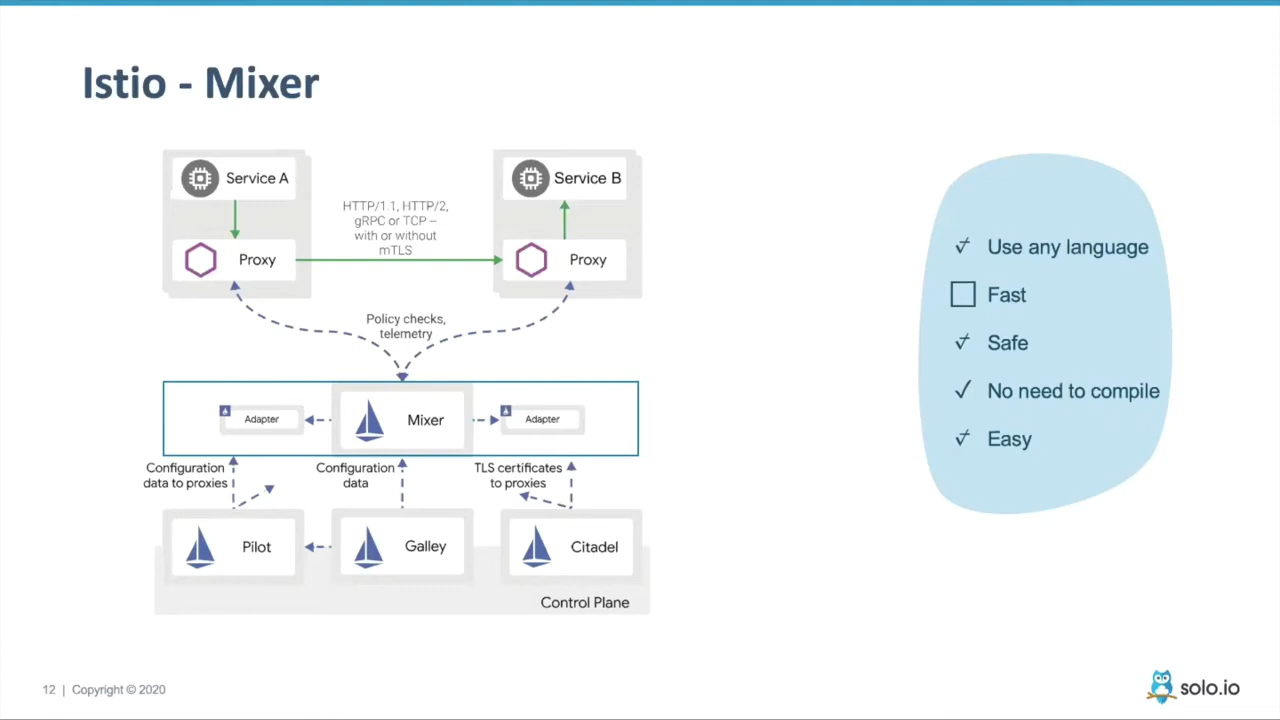 Istio - Mixer
Service A
Service B
HTTP/1.1, HTTP/2,
gRPC or TCP –
with or without
mTLS
Proxy
Proxy
Policy checks,
telemetry
Adapter
Mixer
Adapter
Configuration
data to proxies
Configuration
data
TLS certificates
to proxies
Pilot
Galley
Citadel
Control Plane
Use any language
Fast
Safe
No need to compile
Easy
12 | Copyright © 2020
solo.io